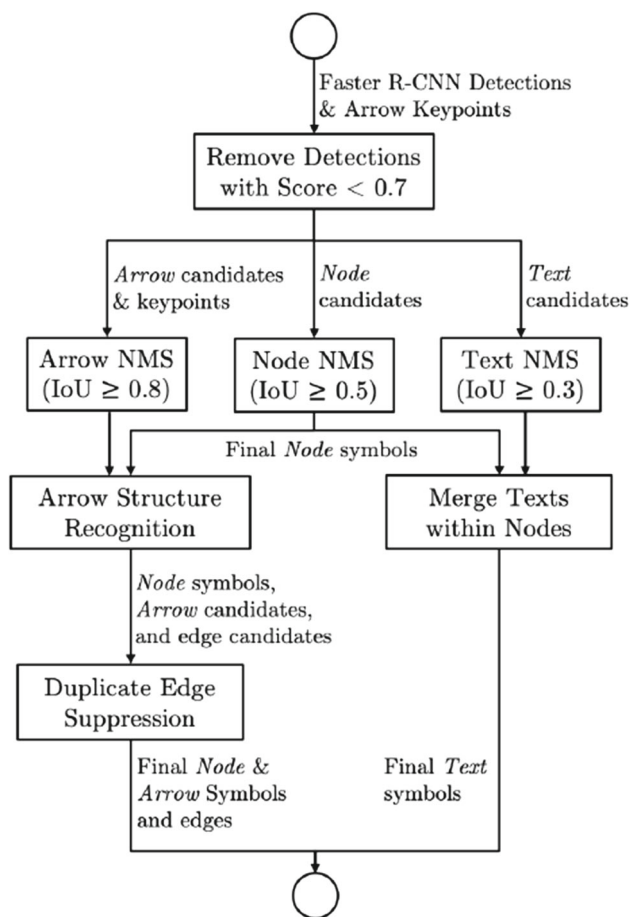 Faster R-CNN Detections
& Arrow Keypoints
Remove Detections
with Score < 0.7
Arrow candidates
& keypoints
Node
candidates
Text
candidates
Arrow NMS
(IoU ≥ 0.8)
Node NMS
(IoU ≥ 0.5)
Text NMS
(IoU ≥ 0.3)
Final Node symbols
Arrow Structure
Recognition
Merge Texts
within Nodes
Node symbols,
Arrow candidates,
and edge candidates
Duplicate Edge
Suppression
Final Node &
Arrow Symbols
and edges
Final Text
symbols